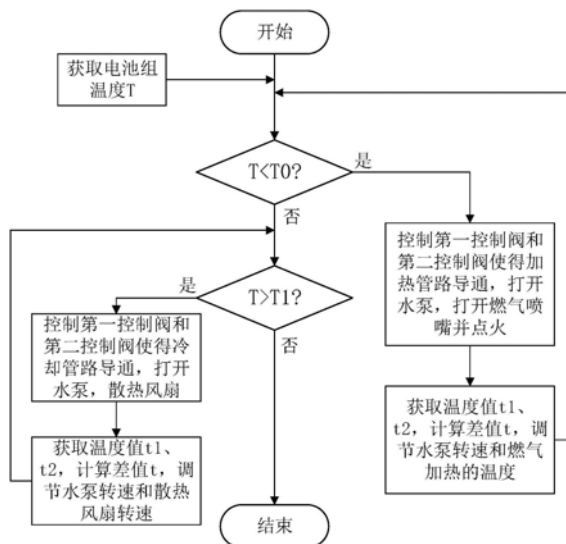 开始
获取电池组
温度T
T<T0?
是
否
控制第一控制阀和
第二控制阀使得加
热管路导通，打开
水泵，打开燃气喷
嘴并点火
T>T1?
是
否
控制第一控制阀和
第二控制阀使得冷
却管路导通，打开
水泵，散热风扇
获取温度值t1、
t2，计算差值t，调
节水泵转速和燃气
加热的温度
获取温度值t1、
t2，计算差值t，调
节水泵转速和散热
风扇转速
结束